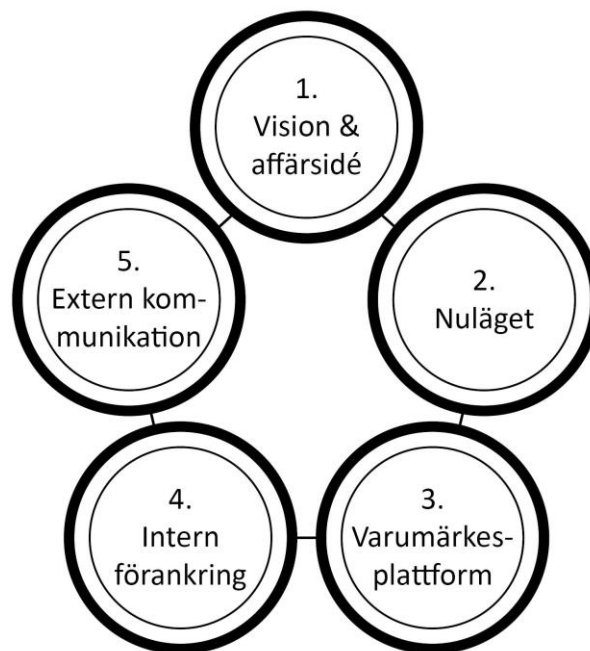 1.
Vision &
affärsidé
2.
Nuläget
3.
Varumärkes-
plattform
4.
Intern
förankring
5.
Extern kom-
munikation